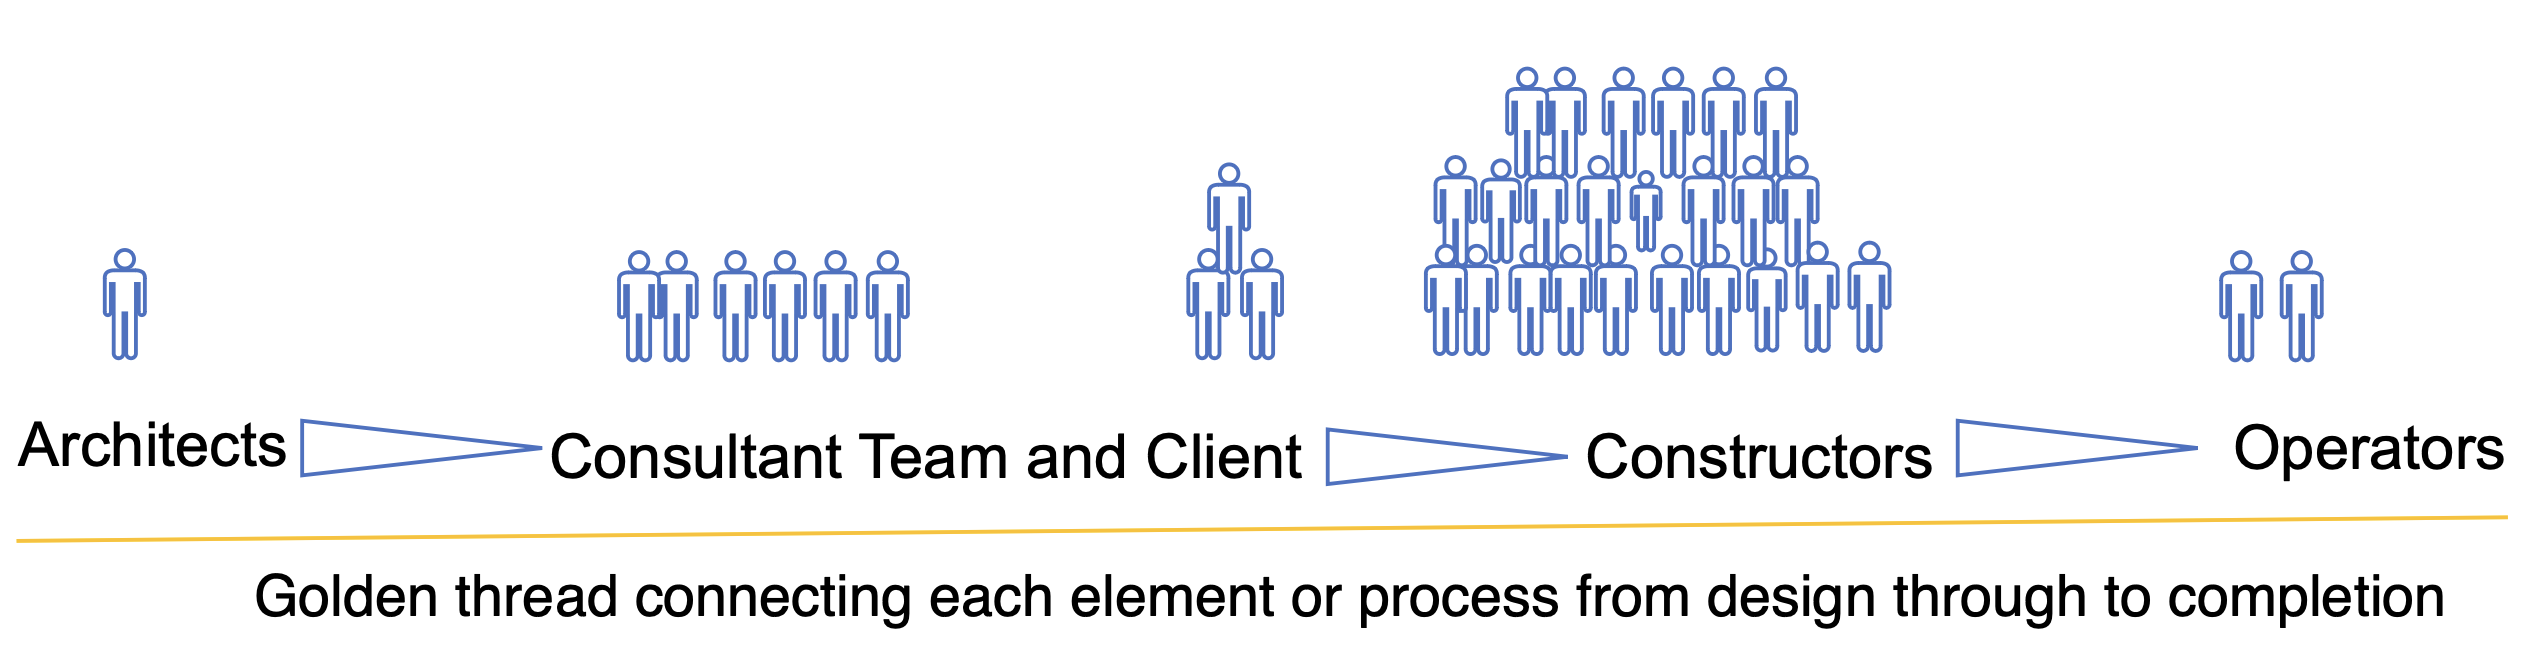 Architects Consultant Team and Client Constructors Operators
Golden thread connecting each element or process from design through to completion